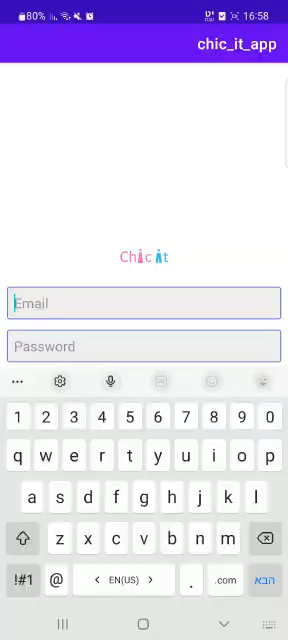 80% 16:58
chic_it_app
Chic it
Email
Password
1 2 3 4 5 6 7 8 9 0
q w e r t y u i o p
a s d f g h j k l
z x c v b n m
!#1 @ < EN(US) > . .com הבא